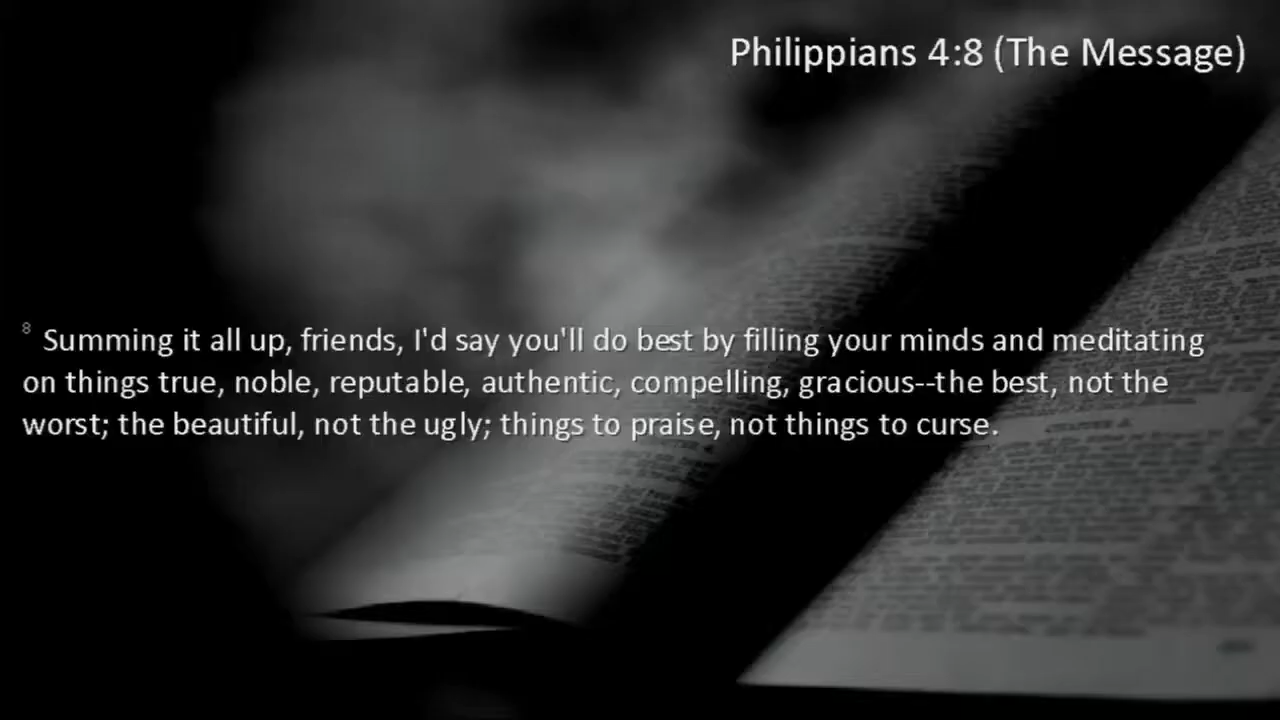 Philippians 4:8 (The Message)
8 Summing it all up, friends, I'd say you'll do best by filling your minds and meditating
on things true, noble, reputable, authentic, compelling, gracious--the best, not the
worst; the beautiful, not the ugly; things to praise, not things to curse.